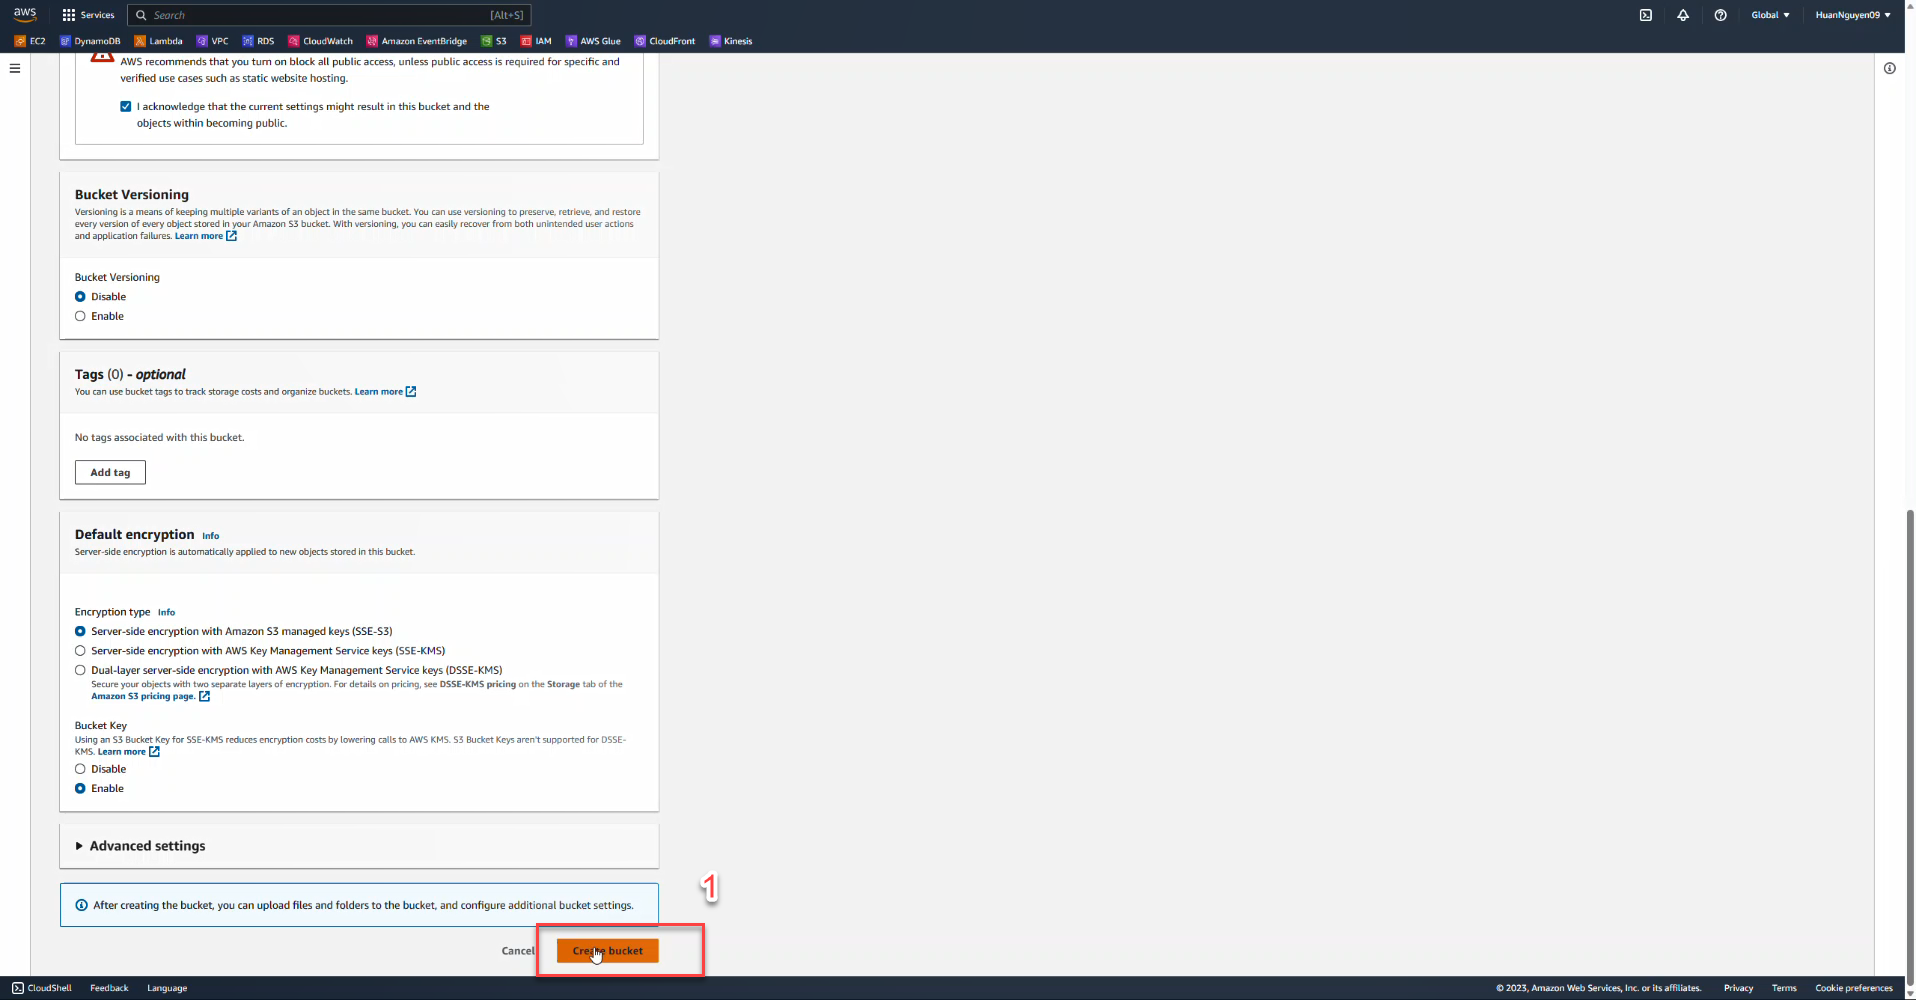 aws
Services
Search
[Alt+S]
Global
HuanNguyen09
EC2
DynamoDB
Lambda
VPC
RDS
CloudWatch
Amazon EventBridge
S3
IAM
AWS Glue
CloudFront
Kinesis
AWS recommends that you turn on block all public access, unless public access is required for specific and
verified use cases such as static website hosting.
I acknowledge that the current settings might result in this bucket and the
objects within becoming public.
Bucket Versioning
Versioning is a means of keeping multiple variants of an object in the same bucket. You can use versioning to preserve, retrieve, and restore
every version of every object stored in your Amazon S3 bucket. With versioning, you can easily recover from both unintended user actions
and application failures. Learn more
Bucket Versioning
Disable
Enable
Tags (0) - optional
You can use bucket tags to track storage costs and organize buckets. Learn more
No tags associated with this bucket.
Add tag
Default encryption Info
Server-side encryption is automatically applied to new objects stored in this bucket.
Encryption type Info
Server-side encryption with Amazon S3 managed keys (SSE-S3)
Server-side encryption with AWS Key Management Service keys (SSE-KMS)
Dual-layer server-side encryption with AWS Key Management Service keys (DSSE-KMS)
Secure your objects with two separate layers of encryption. For details on pricing, see DSSE-KMS pricing on the Storage tab of the
Amazon S3 pricing page.
Bucket Key
Using an S3 Bucket Key for SSE-KMS reduces encryption costs by lowering calls to AWS KMS. S3 Bucket Keys aren't supported for DSSE-
KMS. Learn more
Disable
Enable
Advanced settings
1
After creating the bucket, you can upload files and folders to the bucket, and configure additional bucket settings.
Cancel
Create bucket
CloudShell
Feedback
Language
© 2023, Amazon Web Services, Inc. or its affiliates.
Privacy
Terms
Cookie preferences